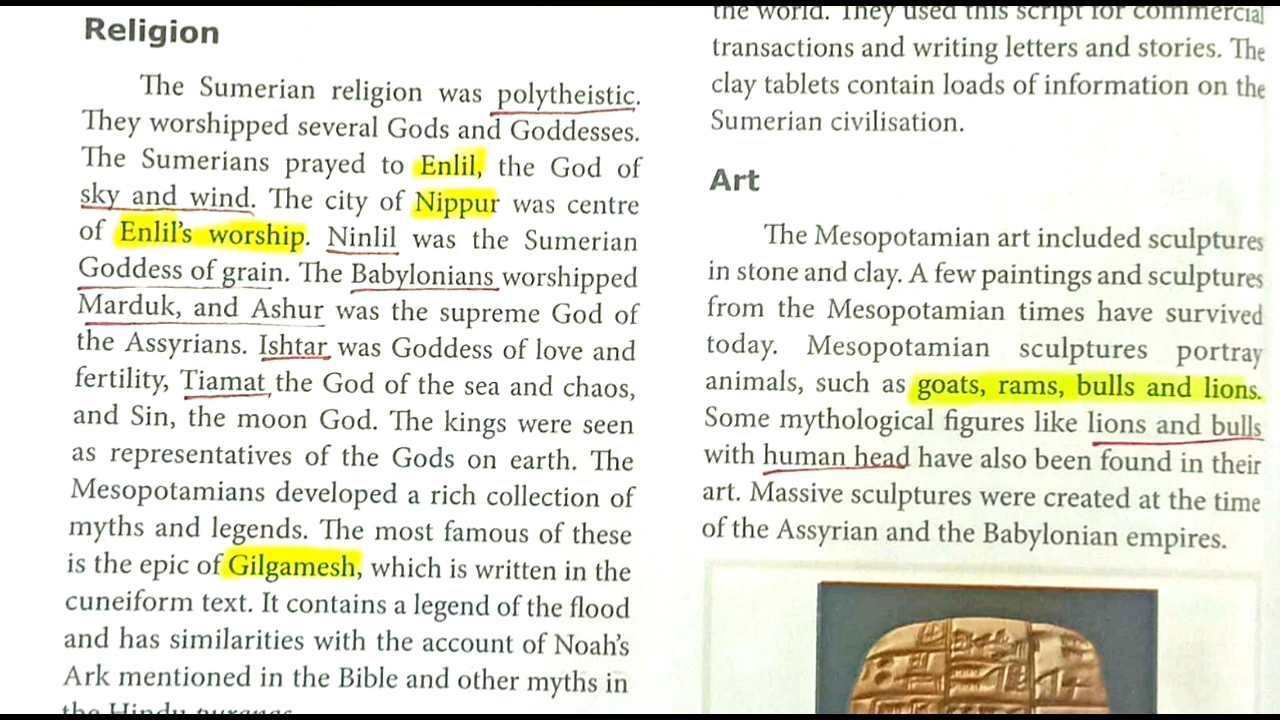 Religion
The Sumerian religion was polytheistic.
They worshipped several Gods and Goddesses.
The Sumerians prayed to Enlil, the God of
sky and wind. The city of Nippur was centre
of Enlil's worship. Ninlil was the Sumerian
Goddess of grain. The Babylonians worshipped
Marduk, and Ashur was the supreme God of
the Assyrians. Ishtar was Goddess of love and
fertility, Tiamat the God of the sea and chaos,
and Sin, the moon God. The kings were seen
as representatives of the Gods on earth. The
Mesopotamians developed a rich collection of
myths and legends. The most famous of these
is the epic of Gilgamesh, which is written in the
cuneiform text. It contains a legend of the flood
and has similarities with the account of Noah's
Ark mentioned in the Bible and other myths in
the Hindu puranas
the world. They used this script for commercial
transactions and writing letters and stories. The
clay tablets contain loads of information on the
Sumerian civilisation.
Art
The Mesopotamian art included sculptures
in stone and clay. A few paintings and sculptures
from the Mesopotamian times have survived
today. Mesopotamian sculptures portray
animals, such as goats, rams, bulls and lions.
Some mythological figures like lions and bulls
with human head have also been found in their
art. Massive sculptures were created at the time
of the Assyrian and the Babylonian empires.